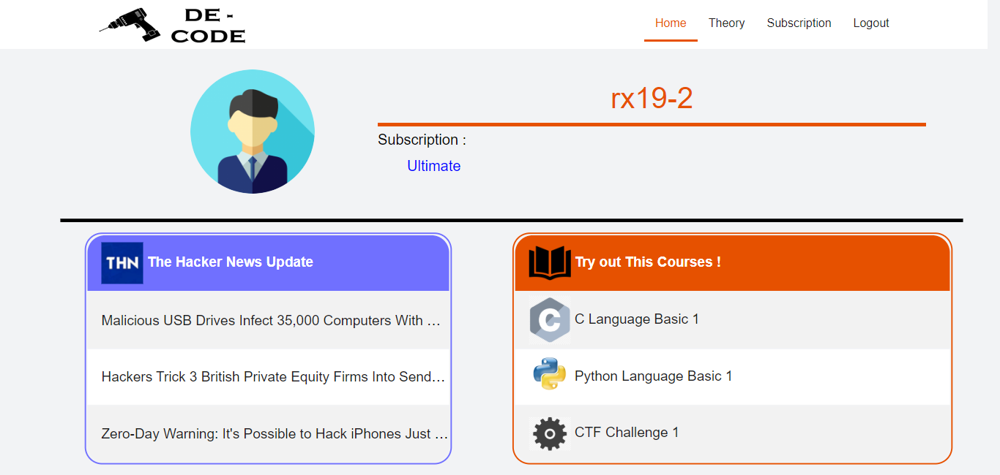 DE -
CODE
Home Theory Subscription Logout
rx19-2
Subscription :
Ultimate
THN The Hacker News Update
Malicious USB Drives Infect 35,000 Computers With ...
Hackers Trick 3 British Private Equity Firms Into Send...
Zero-Day Warning: It's Possible to Hack iPhones Just ...
Try out This Courses !
C C Language Basic 1
Python Language Basic 1
CTF Challenge 1